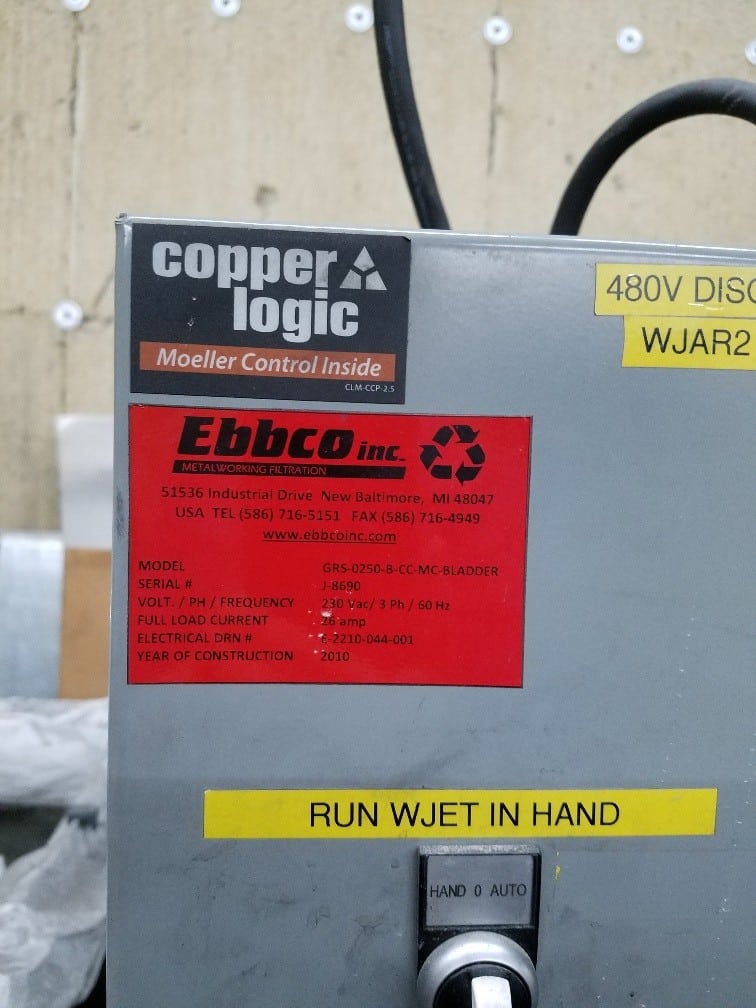 copper
logic
Moeller Control Inside
CLM-CCP-2.5
480V DISC
WJAR2
Ebbco inc.
METALWORKING FILTRATION
51536 Industrial Drive New Baltimore, MI 48047
USA TEL (586) 716-5151 FAX (586) 716-4949
www.ebbcoinc.com
MODEL GRS-0250-B-CC-MC-BLADDER
SERIAL # J-8690
VOLT. / PH / FREQUENCY 230 Vac/ 3 Ph / 60 Hz
FULL LOAD CURRENT 26 amp
ELECTRICAL DRN # E-2210-044-001
YEAR OF CONSTRUCTION 2010
RUN WJET IN HAND
HAND 0 AUTO